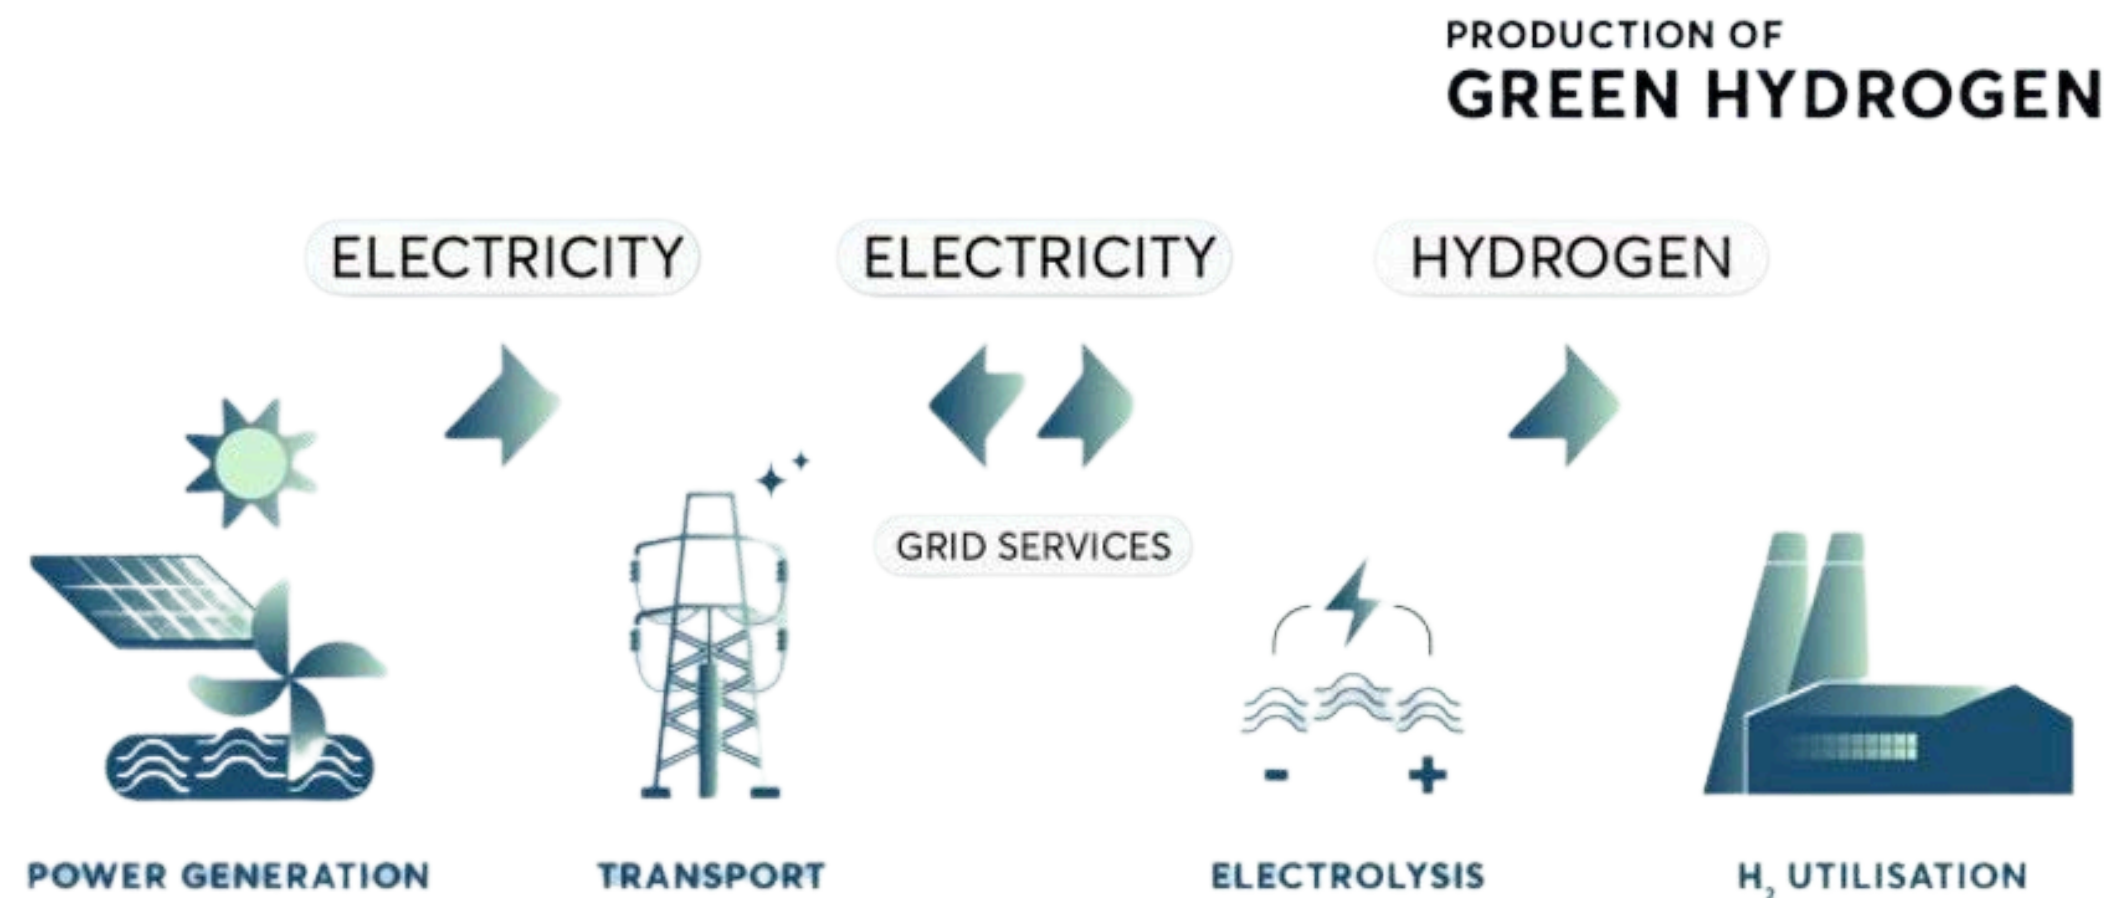 PRODUCTION OF
GREEN HYDROGEN
ELECTRICITY
ELECTRICITY
HYDROGEN
GRID SERVICES
- +
POWER GENERATION
TRANSPORT
ELECTROLYSIS
H₂ UTILISATION